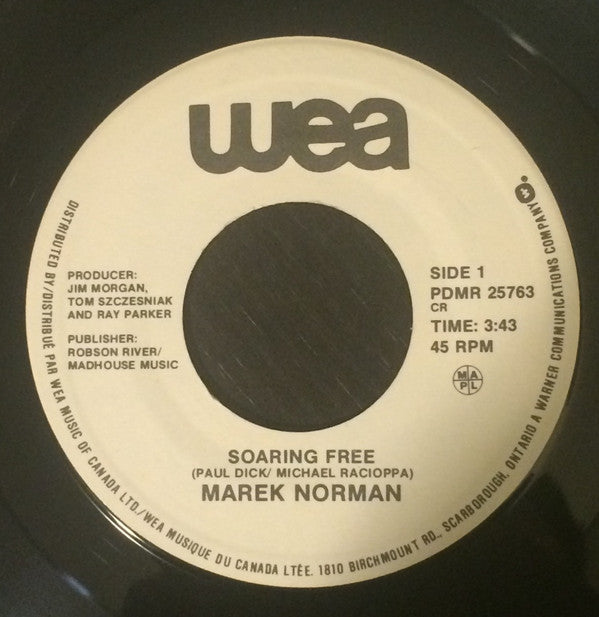 wea
PRODUCER:
JIM MORGAN,
TOM SZCZESNIAK
AND RAY PARKER
PUBLISHER:
ROBSON RIVER/
MADHOUSE MUSIC
SIDE 1
PDMR 25763
CR
TIME: 3:43
45 RPM
M A
P L
SOARING FREE
(PAUL DICK/ MICHAEL RACIOPPA)
MAREK NORMAN
DISTRIBUTED BY/DISTRIBUÉ PAR WEA MUSIC OF CANADA LTD./WEA MUSIQUE DU CANADA LTÉE. 1810 BIRCHMOUNT RD., SCARBOROUGH, ONTARIO A WARNER COMMUNICATIONS COMPANY